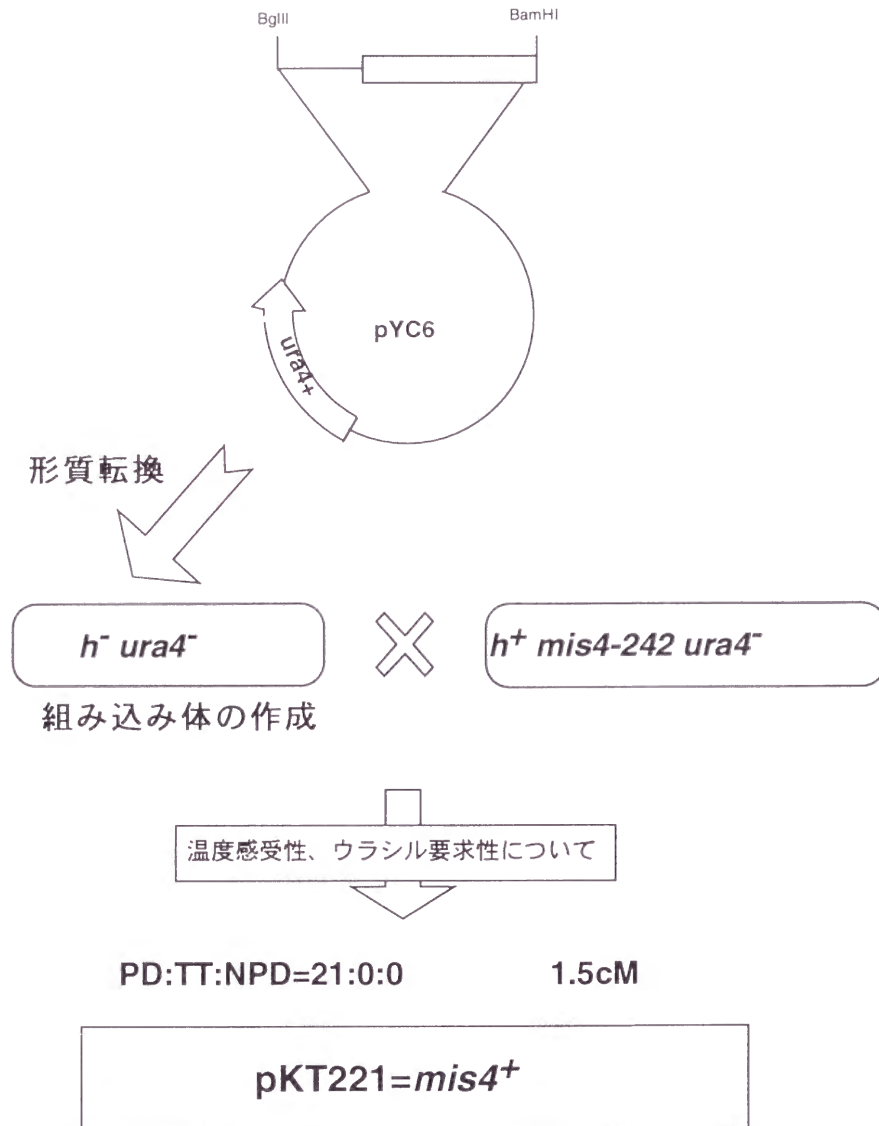 BglII BamHI
pYC6
ura4+
形質転換
h⁻ ura4⁻ h⁺ mis4-242 ura4⁻
組み込み体の作成
温度感受性、ウラシル要求性について
PD:TT:NPD=21:0:0 1.5cM
pKT221=mis4⁺